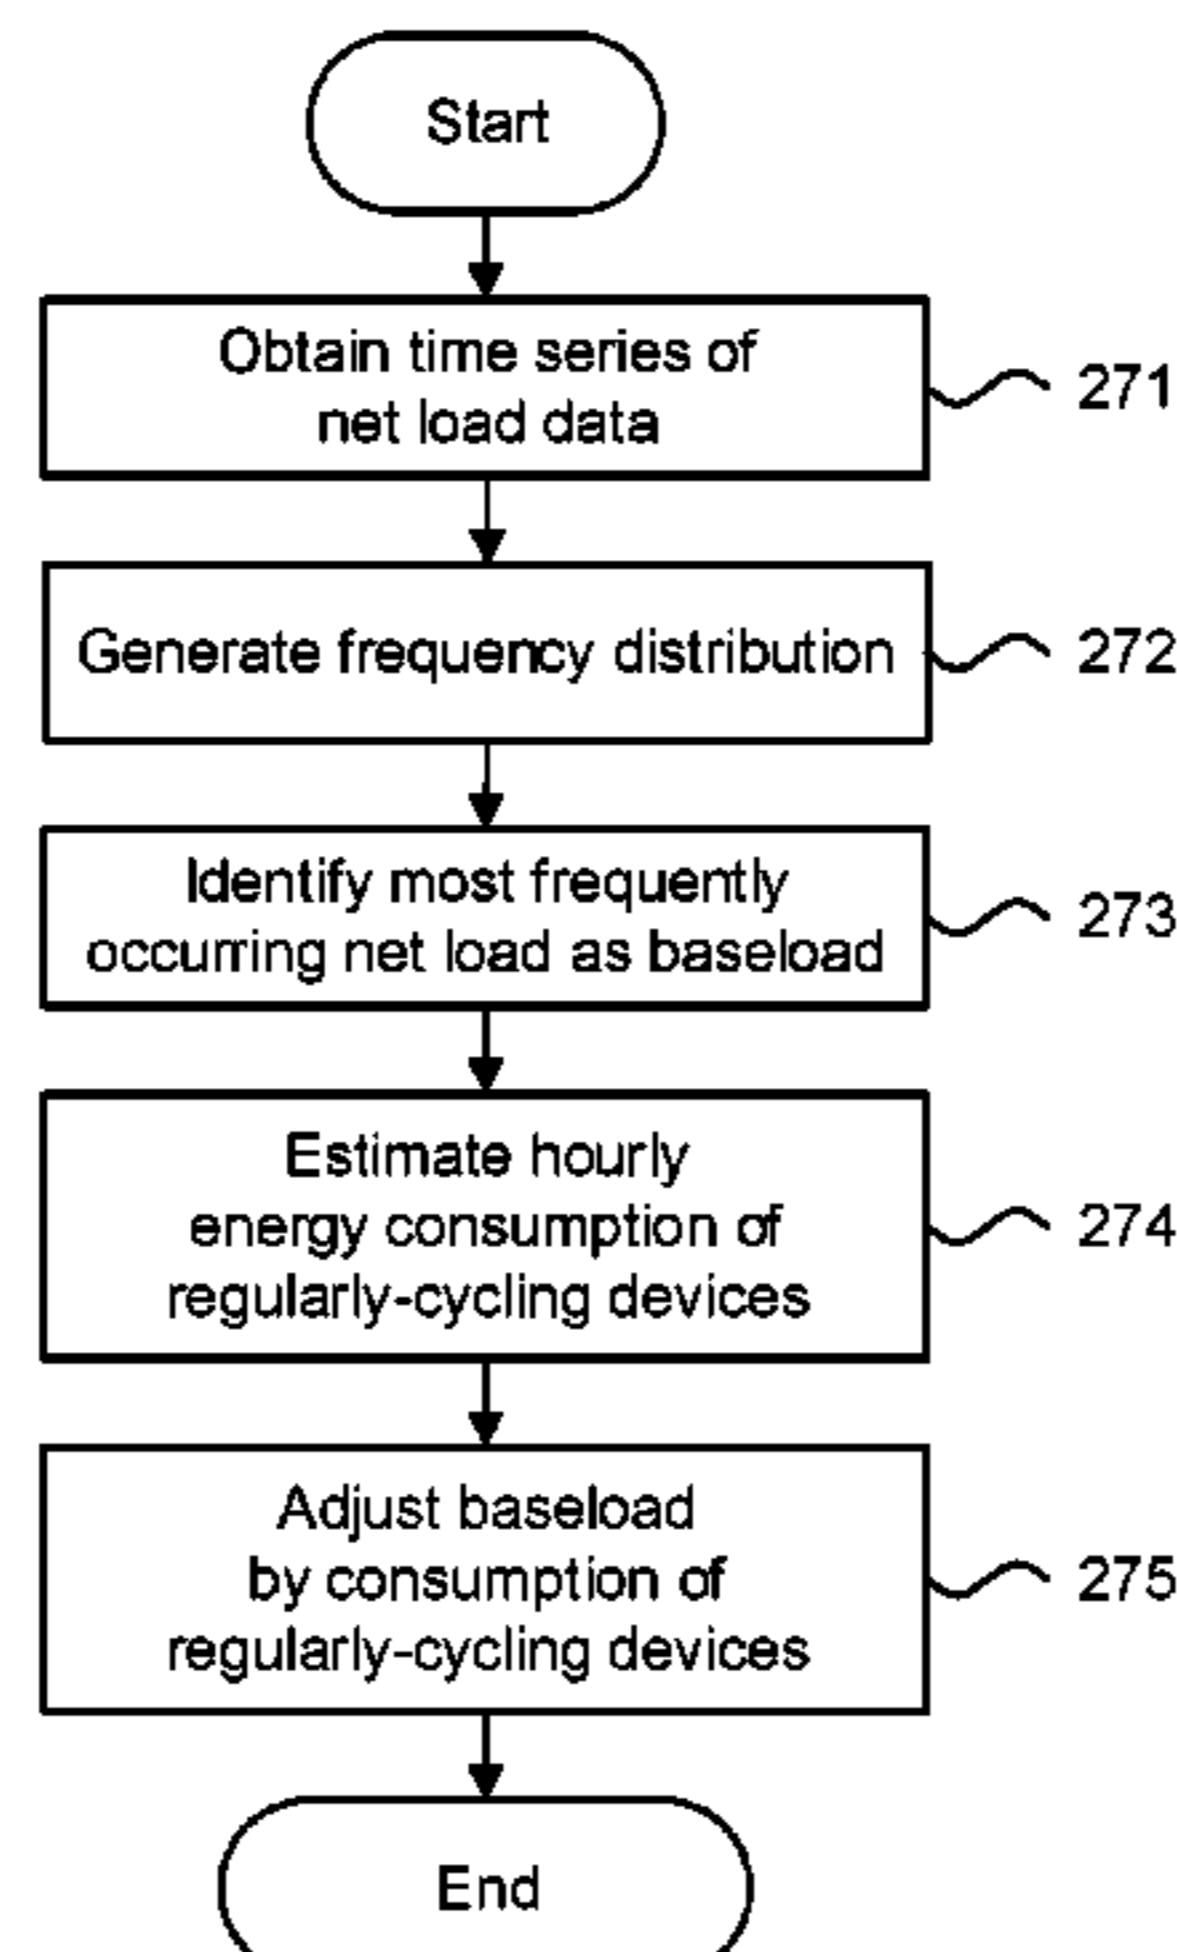 Start
Obtain time series of
net load data
271
Generate frequency distribution
272
Identify most frequently
occurring net load as baseload
273
Estimate hourly
energy consumption of
regularly-cycling devices
274
Adjust baseload
by consumption of
regularly-cycling devices
275
End